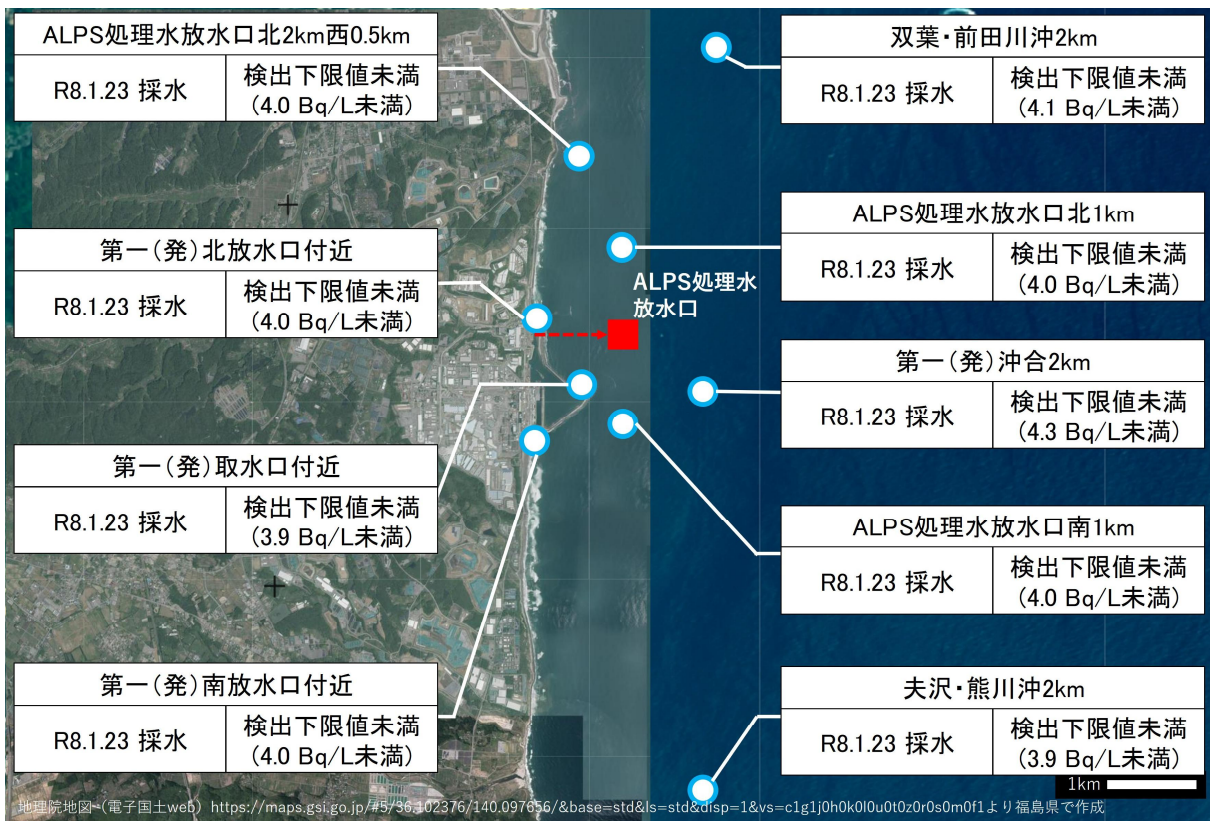 ALPS処理水放水口北2km西0.5km
R8.1.23 採水
検出下限値未満
(4.0 Bq/L未満)
第一(発)北放水口付近
R8.1.23 採水
検出下限値未満
(4.0 Bq/L未満)
第一(発)取水口付近
R8.1.23 採水
検出下限値未満
(3.9 Bq/L未満)
第一(発)南放水口付近
R8.1.23 採水
検出下限値未満
(4.0 Bq/L未満)
ALPS処理水
放水口
双葉・前田川沖2km
R8.1.23 採水
検出下限値未満
(4.1 Bq/L未満)
ALPS処理水放水口北1km
R8.1.23 採水
検出下限値未満
(4.0 Bq/L未満)
第一(発)沖合2km
R8.1.23 採水
検出下限値未満
(4.3 Bq/L未満)
ALPS処理水放水口南1km
R8.1.23 採水
検出下限値未満
(4.0 Bq/L未満)
夫沢・熊川沖2km
R8.1.23 採水
検出下限値未満
(3.9 Bq/L未満)
1km
地理院地図(電子国土web)https://maps.gsi.go.jp/#5/36.102376/140.097656/&base=std&ls=std&disp=1&vs=c1g1j0h0k0l0u0t0z0r0s0m0f1より福島県で作成